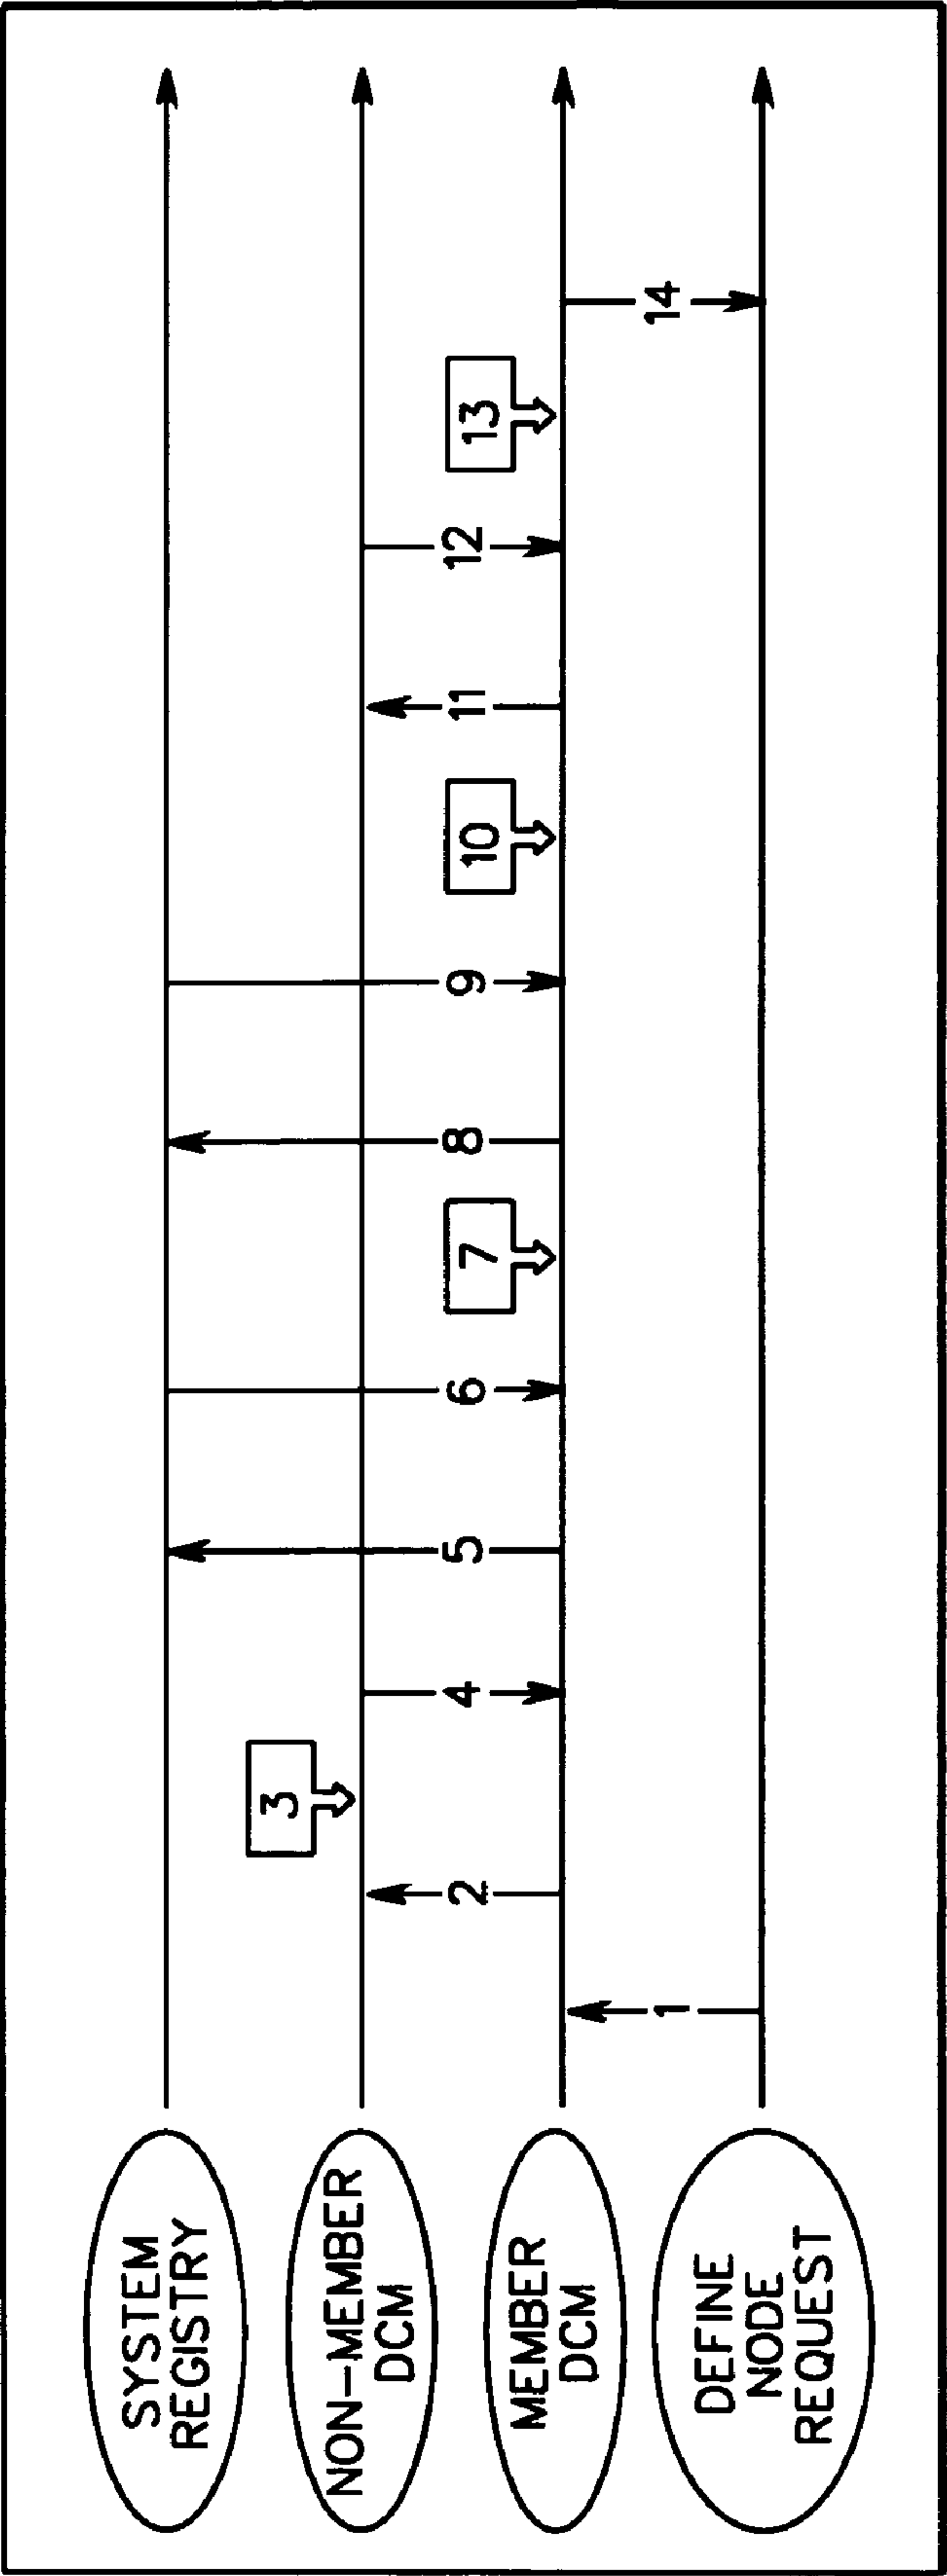 SYSTEM
REGISTRY
NON-MEMBER
DCM
MEMBER
DCM
DEFINE
NODE
REQUEST
1
2
3
4
5
6
7
8
9
10
11
12
13
14